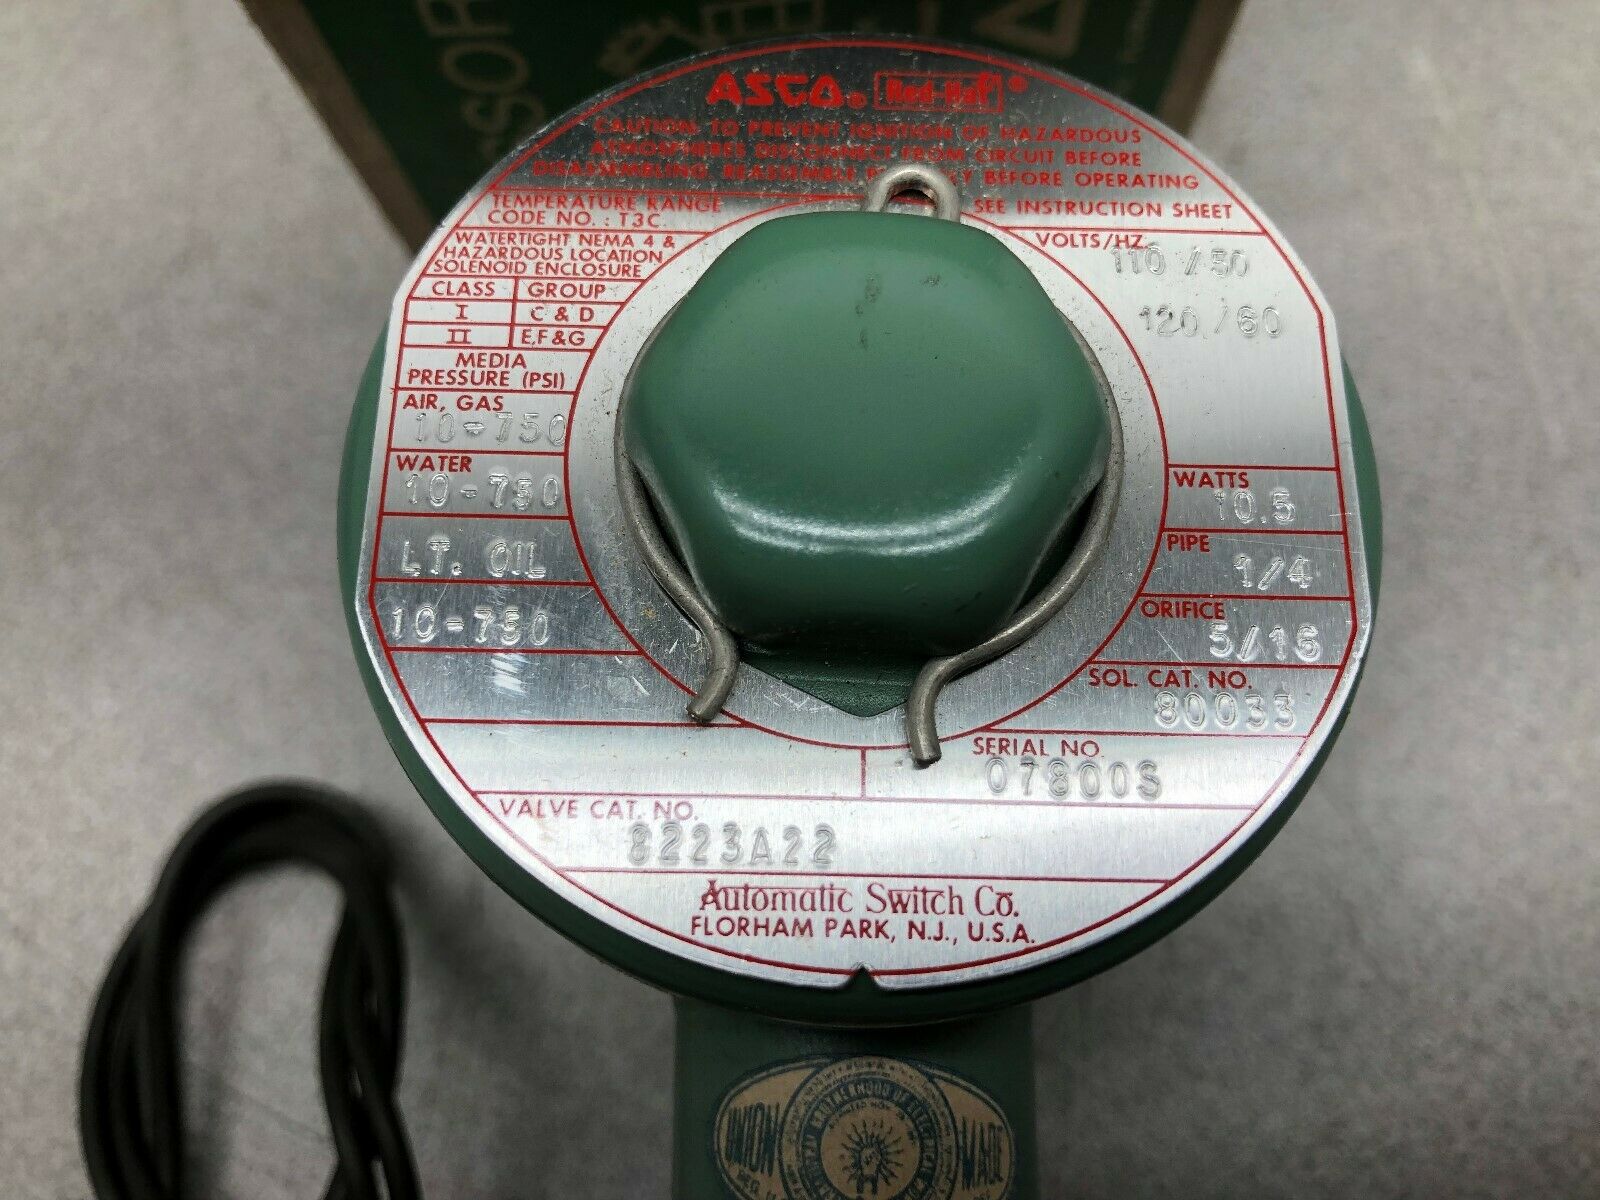 ASCO® Red-Hat®
CAUTION: TO PREVENT IGNITION OF HAZARDOUS
ATMOSPHERES DISCONNECT FROM CIRCUIT BEFORE
DISASSEMBLING, REASSEMBLE BEFORE OPERATING
SEE INSTRUCTION SHEET
TEMPERATURE RANGE
CODE NO.: T3C
WATERTIGHT NEMA 4 &
HAZARDOUS LOCATION
SOLENOID ENCLOSURE
CLASS GROUP
I C & D
II E,F&G
MEDIA
PRESSURE (PSI)
AIR, GAS
10-750
WATER
10-750
LT. OIL
10-750
VOLTS/HZ.
110/50
120/60
WATTS
10.5
PIPE
1/4
ORIFICE
5/16
SOL. CAT. NO.
80033
SERIAL NO.
07800S
VALVE CAT. NO.
8223A22
Automatic Switch Co.
FLORHAM PARK, N.J., U.S.A.
UNION MADE